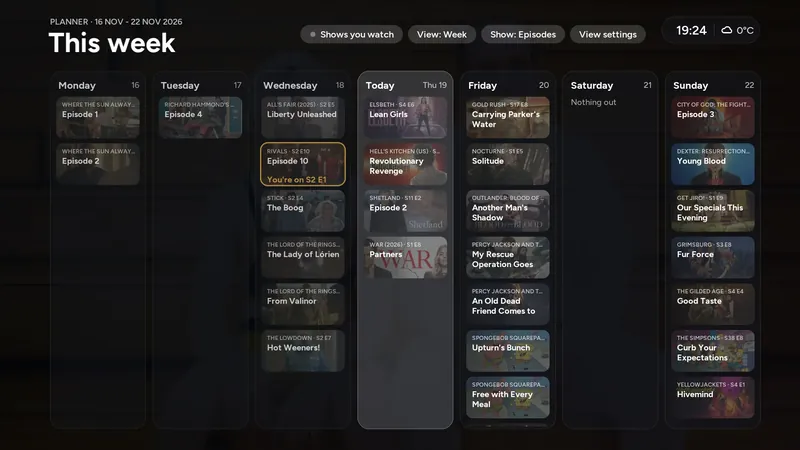 PLANNER · 16 NOV - 22 NOV 2026
This week
Shows you watch
View: Week
Show: Episodes
View settings
19:24
0°C
Monday 16
WHERE THE SUN ALWAY...
Episode 1
WHERE THE SUN ALWAY...
Episode 2
Tuesday 17
RICHARD HAMMOND'S...
Episode 4
Wednesday 18
ALL'S FAIR (2025) · S2 E5
Liberty Unleashed
RIVALS · S2 E10
Episode 10
You're on S2 E1
STICK · S2 E4
The Boog
THE LORD OF THE RINGS...
The Lady of Lórien
THE LORD OF THE RINGS...
From Valinor
THE LOWDOWN · S2 E7
Hot Weeners!
Today Thu 19
ELSBETH · S4 E6
Lean Girls
HELL'S KITCHEN (US) · S...
Revolutionary
Revenge
SHETLAND · S11 E2
Episode 2
Shetland
WAR (2026) · S1 E8
Partners
WAR
Friday 20
GOLD RUSH · S17 E8
Carrying Parker's
Water
NOCTURNE · S1 E5
Solitude
OUTLANDER: BLOOD OF...
Another Man's
Shadow
PERCY JACKSON AND T...
My Rescue
Operation Goes
PERCY JACKSON AND T...
An Old Dead
Friend Comes to
SPONGEBOB SQUAREPA...
Upturn's Bunch
SPONGEBOB SQUAREPA...
Free with Every
Meal
Saturday 21
Nothing out
Sunday 22
CITY OF GOD: THE FIGHT...
Episode 3
DEXTER: RESURRECTION...
Young Blood
GET JIRO! · S1 E9
Our Specials This
Evening
GRIMSBURG · S3 E8
Fur Force
THE GILDED AGE · S4 E4
Good Taste
THE SIMPSONS · S38 E8
Curb Your
Expectations
YELLOWJACKETS · S4 E1
Hivemind